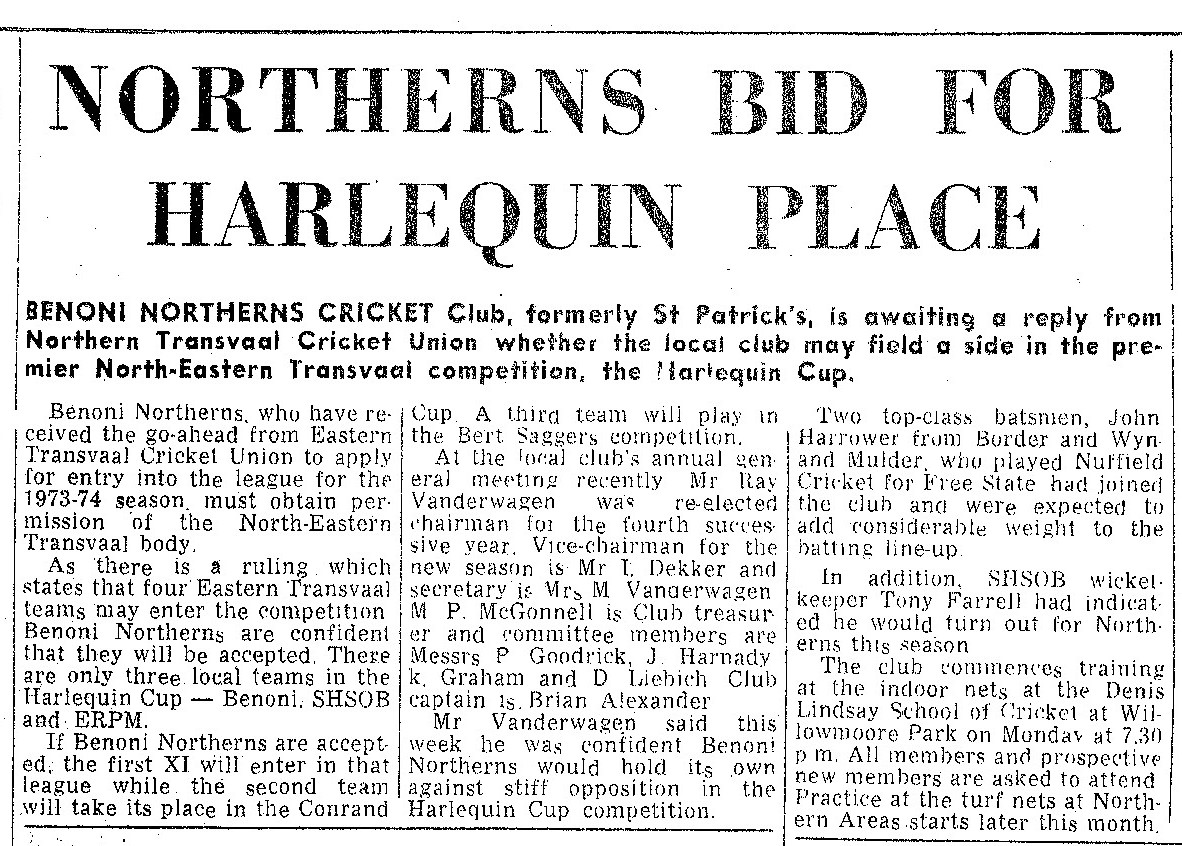 NORTHERNS BID FOR
HARLEQUIN PLACE
BENONI NORTHERNS CRICKET Club, formerly St Patrick's, is awaiting a reply from
Northern Transvaal Cricket Union whether the local club may field a side in the pre-
mier North-Eastern Transvaal competition, the Harlequin Cup.
Benoni Northerns, who have re-
ceived the go-ahead from Eastern
Transvaal Cricket Union to apply
for entry into the league for the
1973-74 season, must obtain per-
mission of the North-Eastern
Transvaal body.
As there is a ruling which
states that four Eastern Transvaal
teams may enter the competition
Benoni Northerns are confident
that they will be accepted. There
are only three local teams in the
Harlequin Cup — Benoni, SHSOB
and ERPM.
If Benoni Northerns are accept-
ed, the first XI will enter in that
league while the second team
will take its place in the Conrand
Cup. A third team will play in
the Bert Saggers competition.
At the local club's annual gen-
eral meeting recently Mr Ray
Vanderwagen was re-elected
chairman for the fourth succes-
sive year. Vice-chairman for the
new season is Mr I. Dekker and
secretary is Mrs M Vanderwagen
M P. McGonnell is Club treasur-
er and committee members are
Messrs P Goodrick, J. Harnady
k. Graham and D Liebich Club
captain is Brian Alexander
Mr Vanderwagen said this
week he was confident Benoni
Northerns would hold its own
against stiff opposition in the
Harlequin Cup competition.
Two top-class batsmen, John
Harrower from Border and Wyn-
and Mulder, who played Nuffield
Cricket for Free State had joined
the club and were expected to
add considerable weight to the
batting line-up.
In addition, SHSOB wicket-
keeper Tony Farrell had indicat-
ed he would turn out for North-
erns this season
The club commences training
at the indoor nets at the Denis
Lindsay School of Cricket at Wil-
lowmoore Park on Monday at 7.30
p m. All members and prospective
new members are asked to attend
Practice at the turf nets at North-
ern Areas starts later this month.